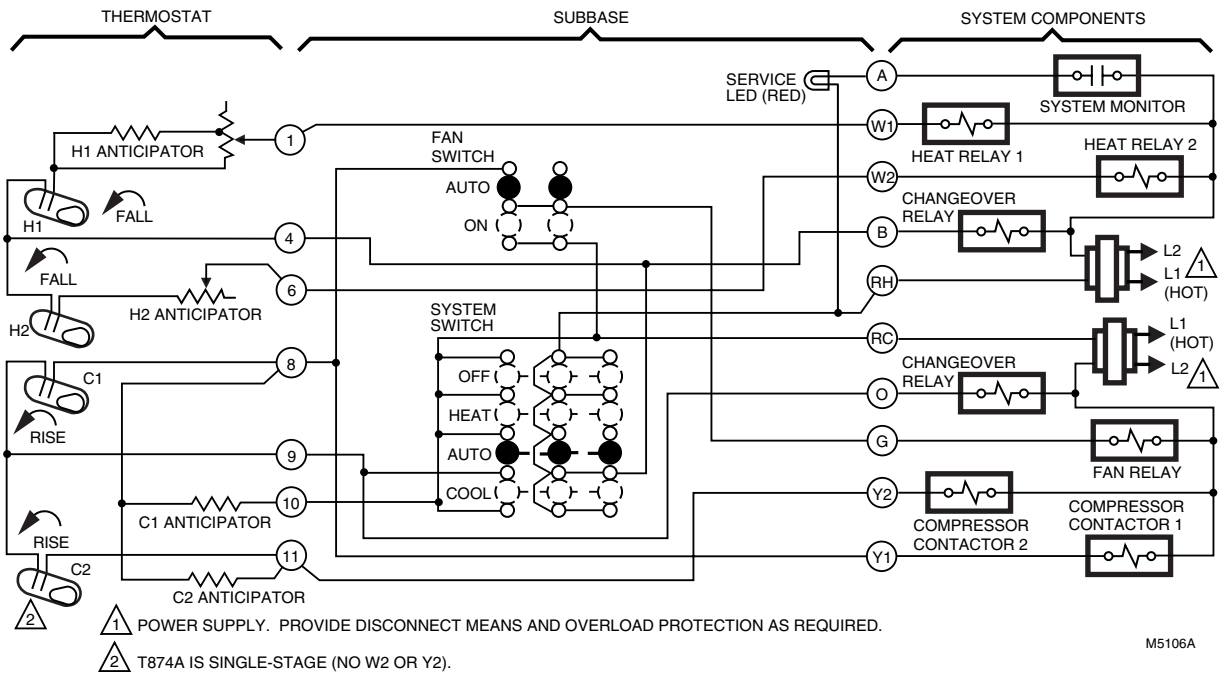 THERMOSTAT
SUBBASE
SYSTEM COMPONENTS
SERVICE
LED (RED)
A
SYSTEM MONITOR
H1 ANTICIPATOR
1
FAN
SWITCH
W1
HEAT RELAY 1
HEAT RELAY 2
AUTO
W2
CHANGEOVER
RELAY
H1
FALL
ON
4
B
L2
1
L1
(HOT)
FALL
6
RH
H2 ANTICIPATOR
H2
SYSTEM
SWITCH
RC
L1
(HOT)
L2
1
8
OFF
CHANGEOVER
RELAY
C1
O
HEAT
RISE
G
9
AUTO
FAN RELAY
COOL
10
Y2
C1 ANTICIPATOR
COMPRESSOR
CONTACTOR 2
COMPRESSOR
CONTACTOR 1
RISE
11
Y1
C2
C2 ANTICIPATOR
2
1 POWER SUPPLY. PROVIDE DISCONNECT MEANS AND OVERLOAD PROTECTION AS REQUIRED.
M5106A
2 T874A IS SINGLE-STAGE (NO W2 OR Y2).